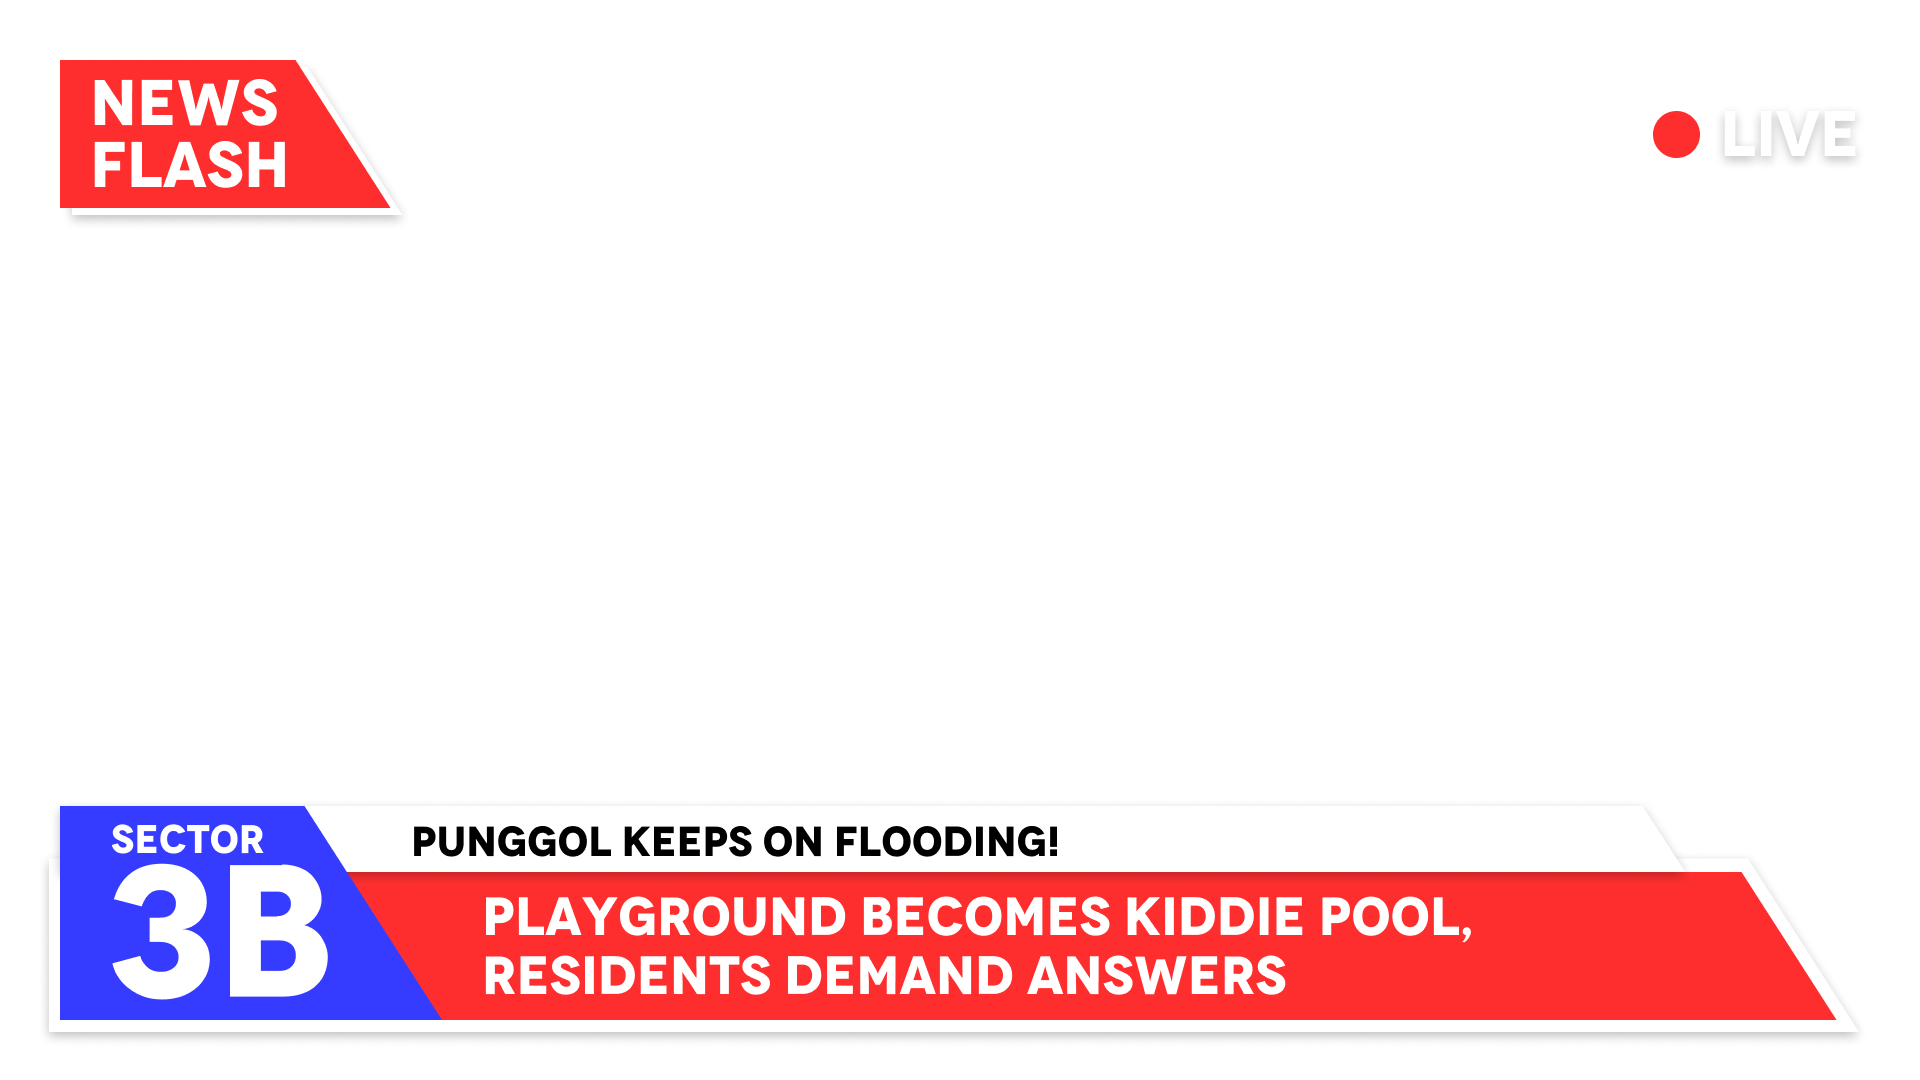 NEWS
FLASH
LIVE
SECTOR
3B
PUNGGOL KEEPS ON FLOODING!
PLAYGROUND BECOMES KIDDIE POOL,
RESIDENTS DEMAND ANSWERS